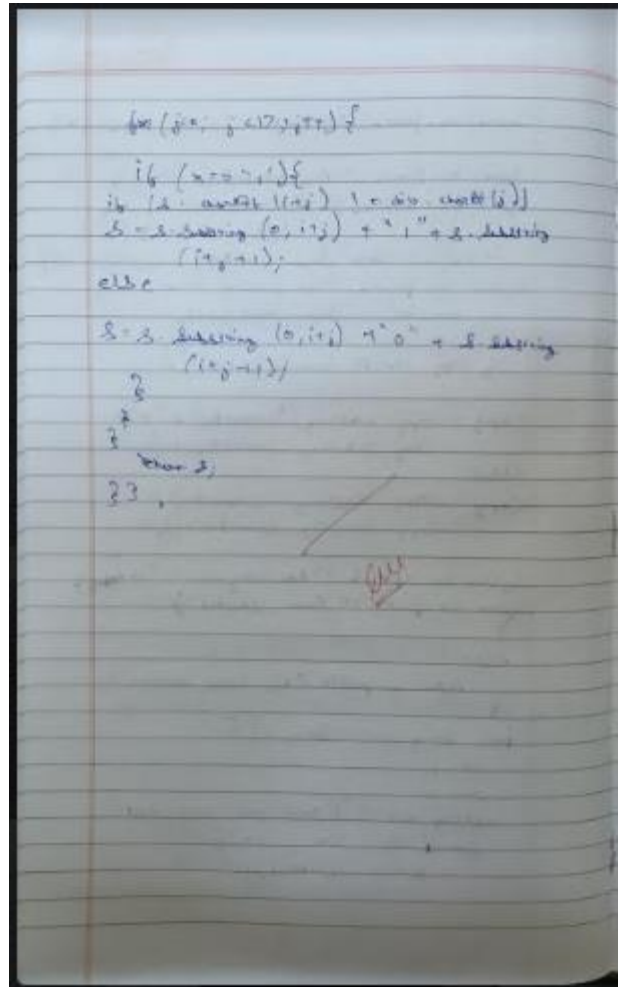 for (j=0; j<17; j++) {
if (x=='1'){
if (s.charAt(i+j) != div.charAt(j))
s = s.substring (0, i+j) + "1" + s.substring
(i+j+1);
else
s = s.substring (0, i+j) + "0" + s.substring
(i+j+1);
}
}
}
return s;
}}